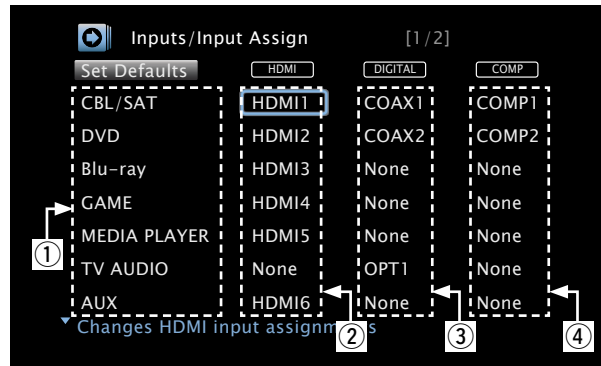 Inputs/Input Assign [1/2]
Set Defaults HDMI DIGITAL COMP
CBL/SAT HDMI1 COAX1 COMP1
DVD HDMI2 COAX2 COMP2
Blu-ray HDMI3 None None
GAME HDMI4 None None
MEDIA PLAYER HDMI5 None None
TV AUDIO None OPT1 None
AUX HDMI6 None None
Changes HDMI input assignm s
① ② ③ ④